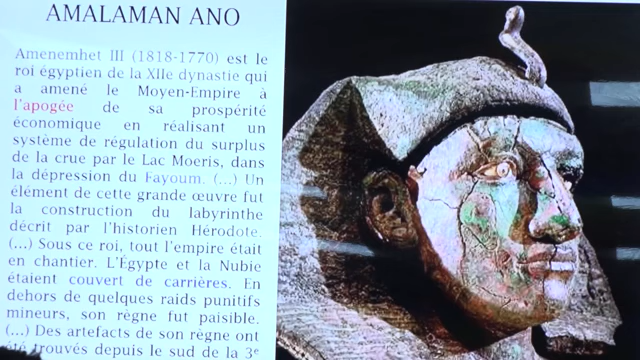 AMALAMAN ANO
Amenemhet III (1818-1770) est le
roi égyptien de la XIIe dynastie qui
a amené le Moyen-Empire à
l'apogée de sa prospérité
économique en réalisant un
système de régulation du surplus
de la crue par le Lac Moeris, dans
la dépression du Fayoum. (...) Un
élément de cette grande œuvre fut
la construction du labyrinthe
décrit par l'historien Hérodote.
(...) Sous ce roi, tout l'empire était
en chantier. L'Égypte et la Nubie
étaient couvert de carrières. En
dehors de quelques raids punitifs
mineurs, son règne fut paisible.
(...) Des artefacts de son règne ont
été trouvés depuis le sud de la 3e